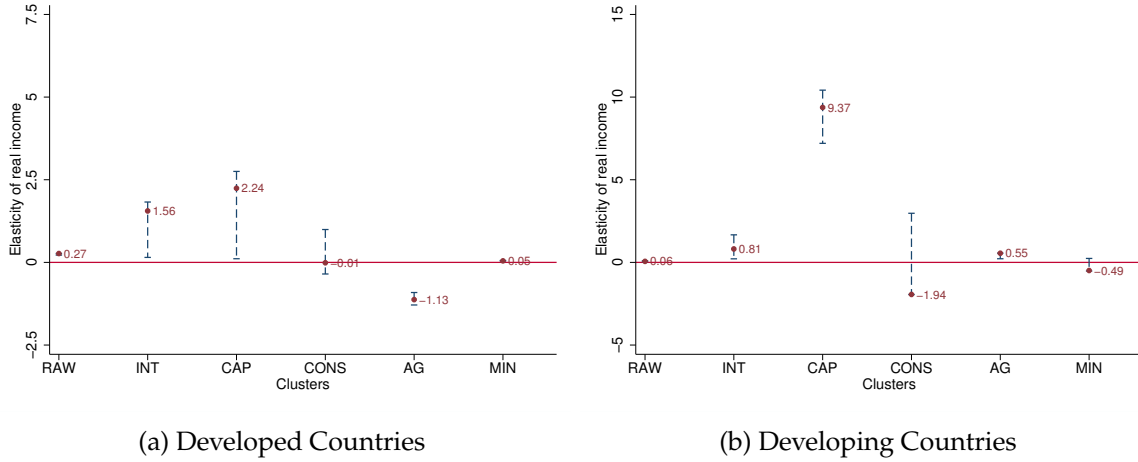 Elasticity of real income
7.5
5
2.5
0
−2.5
0.27
1.56
2.24
−0.01
−1.13
0.05
RAW INT CAP CONS AG MIN
Clusters
(a) Developed Countries
Elasticity of real income
15
10
5
0
−5
0.06
0.81
9.37
−1.94
0.55
−0.49
RAW INT CAP CONS AG MIN
Clusters
(b) Developing Countries